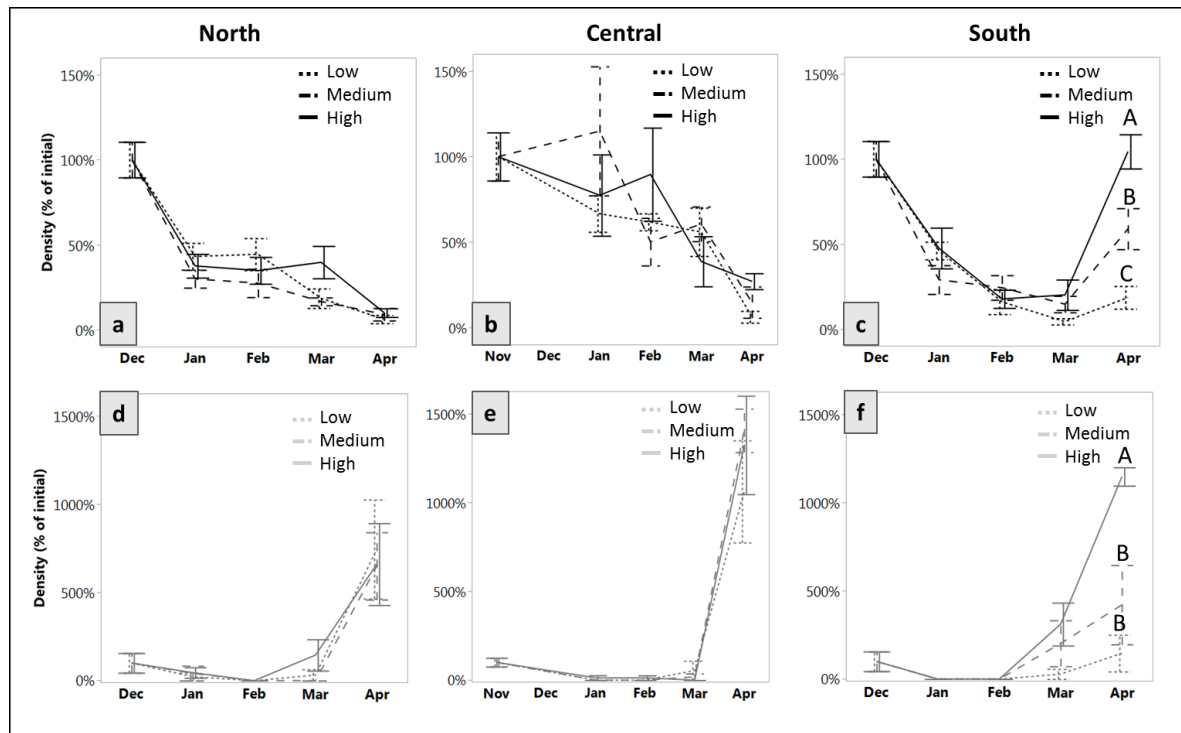 North Central South
Density (% of initial)
150%
100%
50%
0%
Low
Medium
High
a
Dec Jan Feb Mar Apr
150%
100%
50%
0%
Low
Medium
High
b
Nov Dec Jan Feb Mar Apr
150%
100%
50%
0%
Low
Medium
High
A
B
C
c
Dec Jan Feb Mar Apr
Density (% of initial)
d
1500%
1000%
500%
0%
Low
Medium
High
Dec Jan Feb Mar Apr
e
1500%
1000%
500%
0%
Low
Medium
High
Nov Dec Jan Feb Mar Apr
f
1500%
1000%
500%
0%
Low
Medium
High
A
B
B
Dec Jan Feb Mar Apr